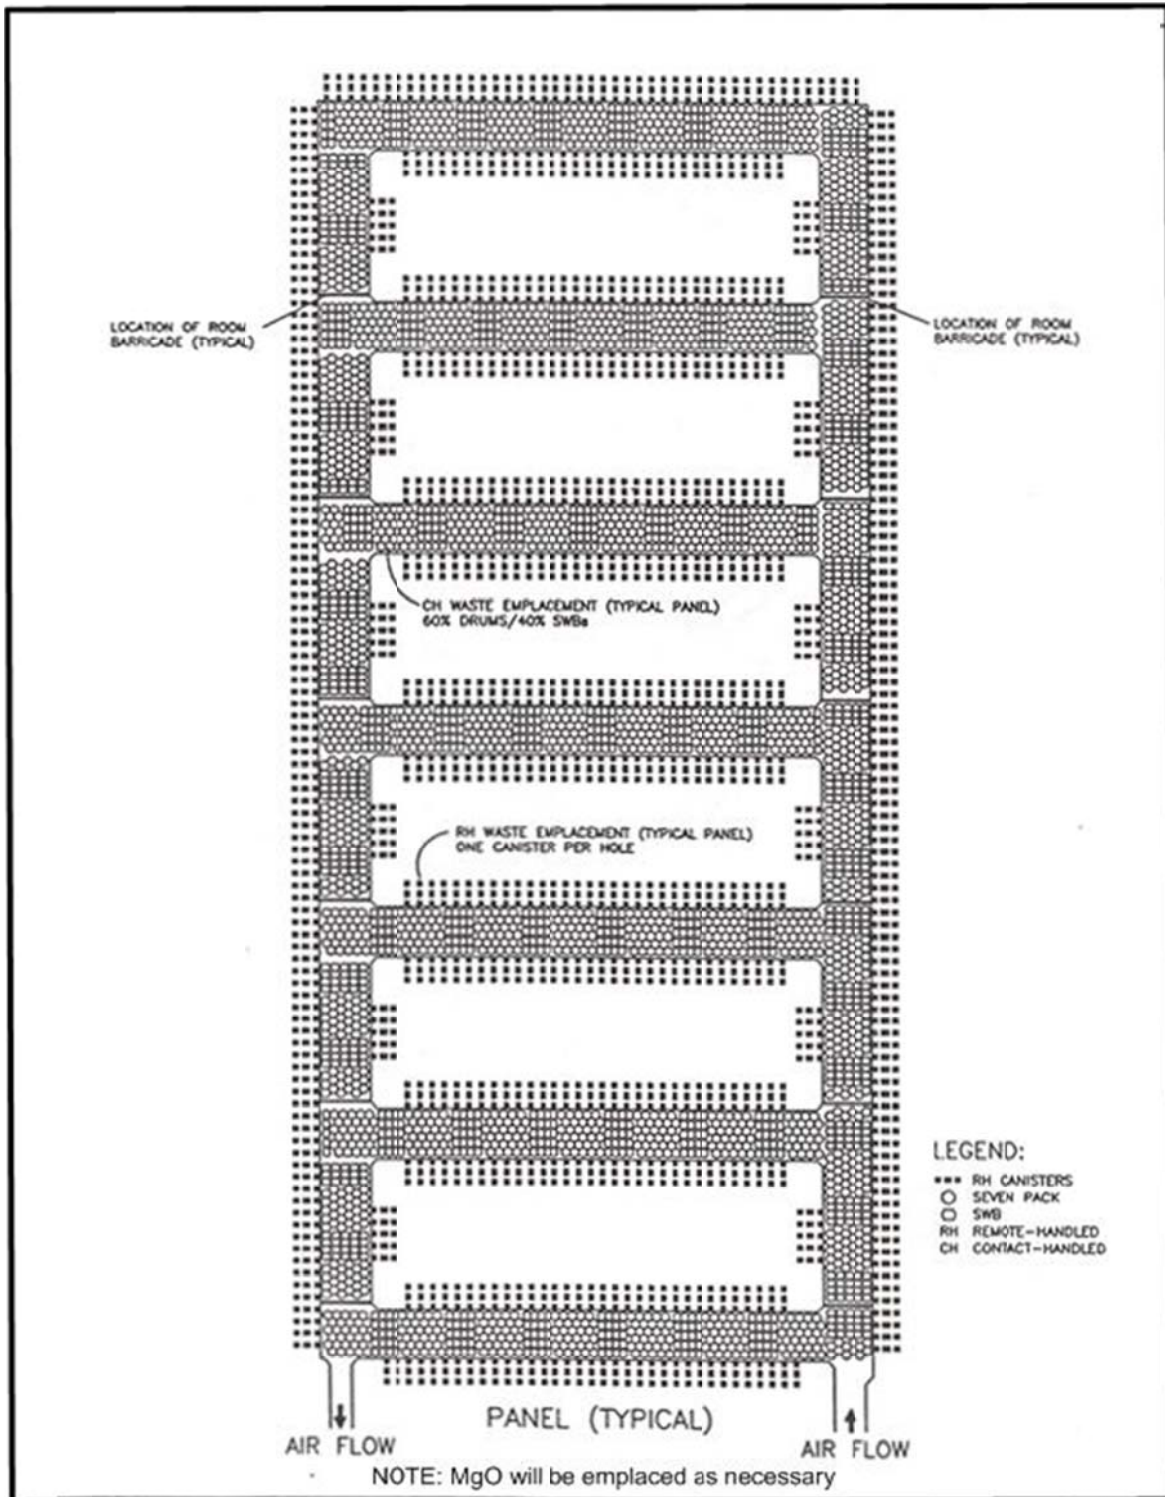 LOCATION OF ROOM
BARRICADE (TYPICAL)
LOCATION OF ROOM
BARRICADE (TYPICAL)
CH WASTE EMPLACEMENT (TYPICAL PANEL)
60% DRUMS/40% SWBs
RH WASTE EMPLACEMENT (TYPICAL PANEL)
ONE CANISTER PER HOLE
LEGEND:
RH CANISTERS
SEVEN PACK
SWB
RH REMOTE-HANDLED
CH CONTACT-HANDLED
PANEL (TYPICAL)
AIR FLOW
AIR FLOW
NOTE: MgO will be emplaced as necessary